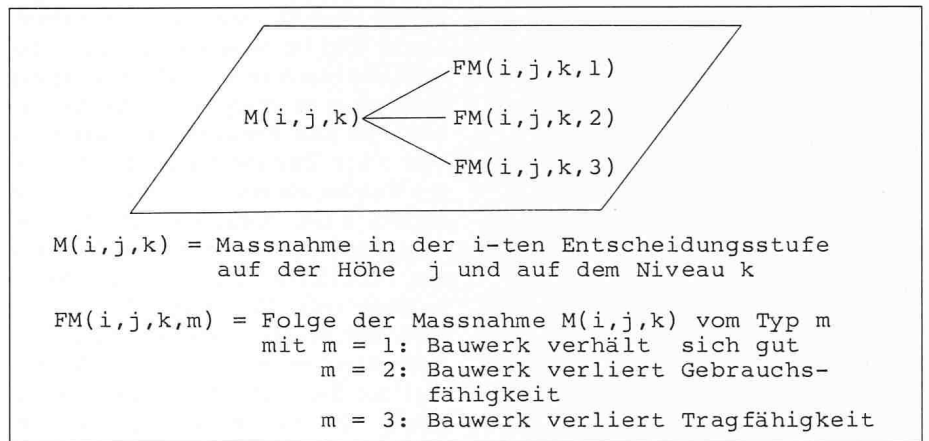 FM(i,j,k,1)
M(i,j,k) FM(i,j,k,2)
FM(i,j,k,3)
M(i,j,k) = Massnahme in der i-ten Entscheidungsstufe
auf der Höhe j und auf dem Niveau k
FM(i,j,k,m) = Folge der Massnahme M(i,j,k) vom Typ m
mit m = 1: Bauwerk verhält sich gut
m = 2: Bauwerk verliert Gebrauchs-
fähigkeit
m = 3: Bauwerk verliert Tragfähigkeit